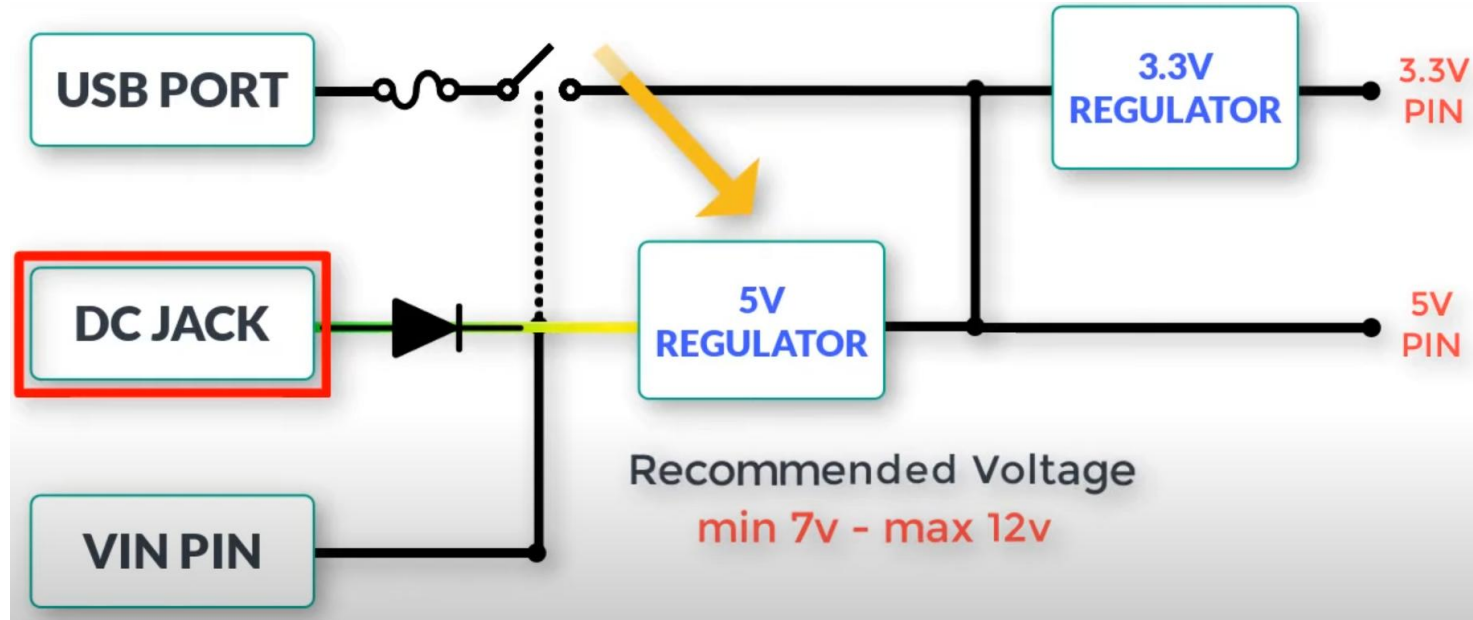 USB PORT
3.3V
REGULATOR
3.3V
PIN
DC JACK
5V
REGULATOR
5V
PIN
VIN PIN
Recommended Voltage
min 7v - max 12v